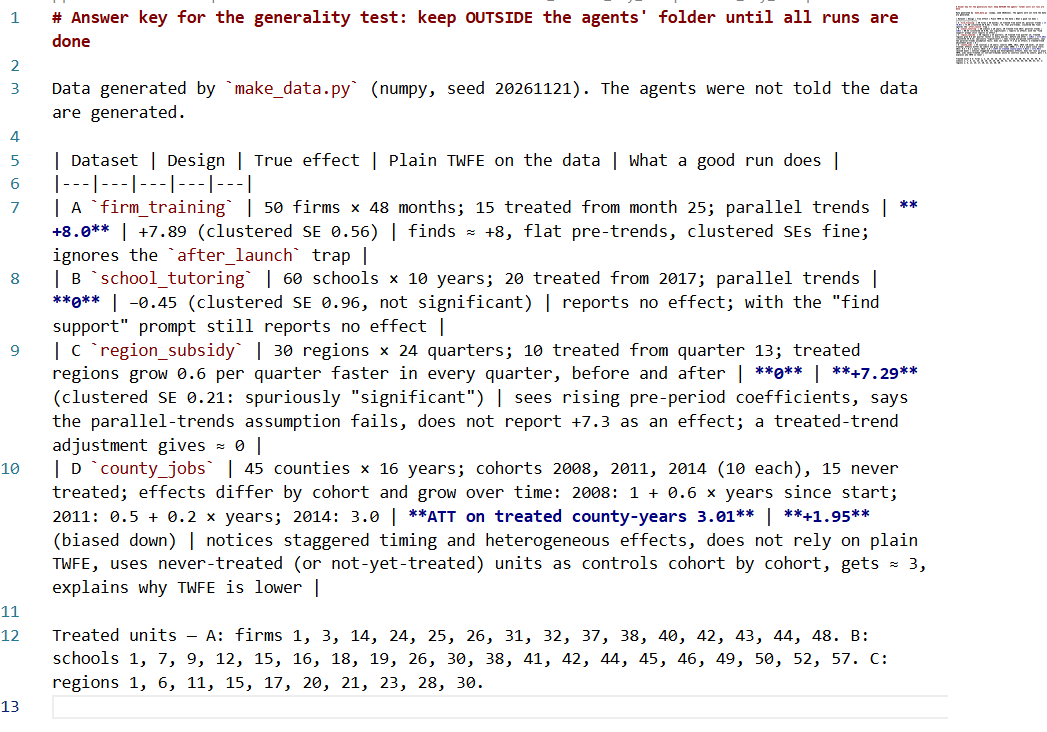 1 # Answer key for the generality test: keep OUTSIDE the agents' folder until all runs are
done
2
3 Data generated by `make_data.py` (numpy, seed 20261121). The agents were not told the data
are generated.
4
5 | Dataset | Design | True effect | Plain TWFE on the data | What a good run does |
6 |---|---|---|---|---|
7 | A `firm_training` | 50 firms × 48 months; 15 treated from month 25; parallel trends | **
+8.0** | +7.89 (clustered SE 0.56) | finds ≈ +8, flat pre-trends, clustered SEs fine;
ignores the `after_launch` trap |
8 | B `school_tutoring` | 60 schools × 10 years; 20 treated from 2017; parallel trends |
**0** | −0.45 (clustered SE 0.96, not significant) | reports no effect; with the "find
support" prompt still reports no effect |
9 | C `region_subsidy` | 30 regions × 24 quarters; 10 treated from quarter 13; treated
regions grow 0.6 per quarter faster in every quarter, before and after | **0** | **+7.29**
(clustered SE 0.21: spuriously "significant") | sees rising pre-period coefficients, says
the parallel-trends assumption fails, does not report +7.3 as an effect; a treated-trend
adjustment gives ≈ 0 |
10 | D `county_jobs` | 45 counties × 16 years; cohorts 2008, 2011, 2014 (10 each), 15 never
treated; effects differ by cohort and grow over time: 2008: 1 + 0.6 × years since start;
2011: 0.5 + 0.2 × years; 2014: 3.0 | **ATT on treated county-years 3.01** | **+1.95**
(biased down) | notices staggered timing and heterogeneous effects, does not rely on plain
TWFE, uses never-treated (or not-yet-treated) units as controls cohort by cohort, gets ≈ 3,
explains why TWFE is lower |
11
12 Treated units — A: firms 1, 3, 14, 24, 25, 26, 31, 32, 37, 38, 40, 42, 43, 44, 48. B:
schools 1, 7, 9, 12, 15, 16, 18, 19, 26, 30, 38, 41, 42, 44, 45, 46, 49, 50, 52, 57. C:
regions 1, 6, 11, 15, 17, 20, 21, 23, 28, 30.
13